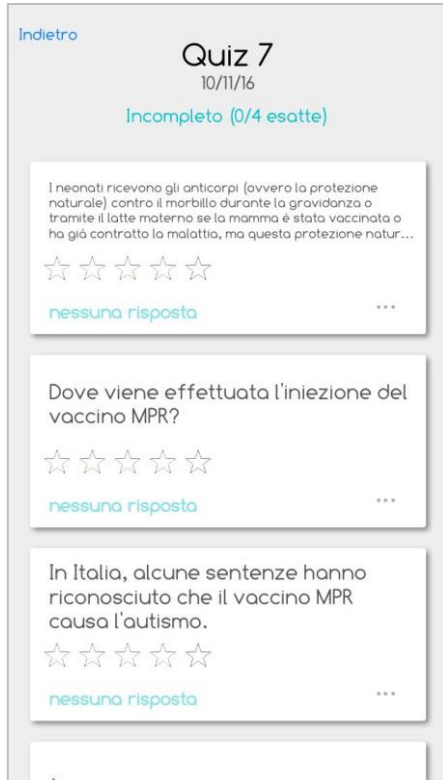 Indietro
Quiz 7
10/11/16
Incompleto (0/4 esatte)
I neonati ricevono gli anticorpi (ovvero la protezione
naturale) contro il morbillo durante la gravidanza o
tramite il latte materno se la mamma è stata vaccinata o
ha già contratto la malattia, ma questa protezione natur...
nessuna risposta
...
Dove viene effettuata l'iniezione del
vaccino MPR?
nessuna risposta
...
In Italia, alcune sentenze hanno
riconosciuto che il vaccino MPR
causa l'autismo.
nessuna risposta
...